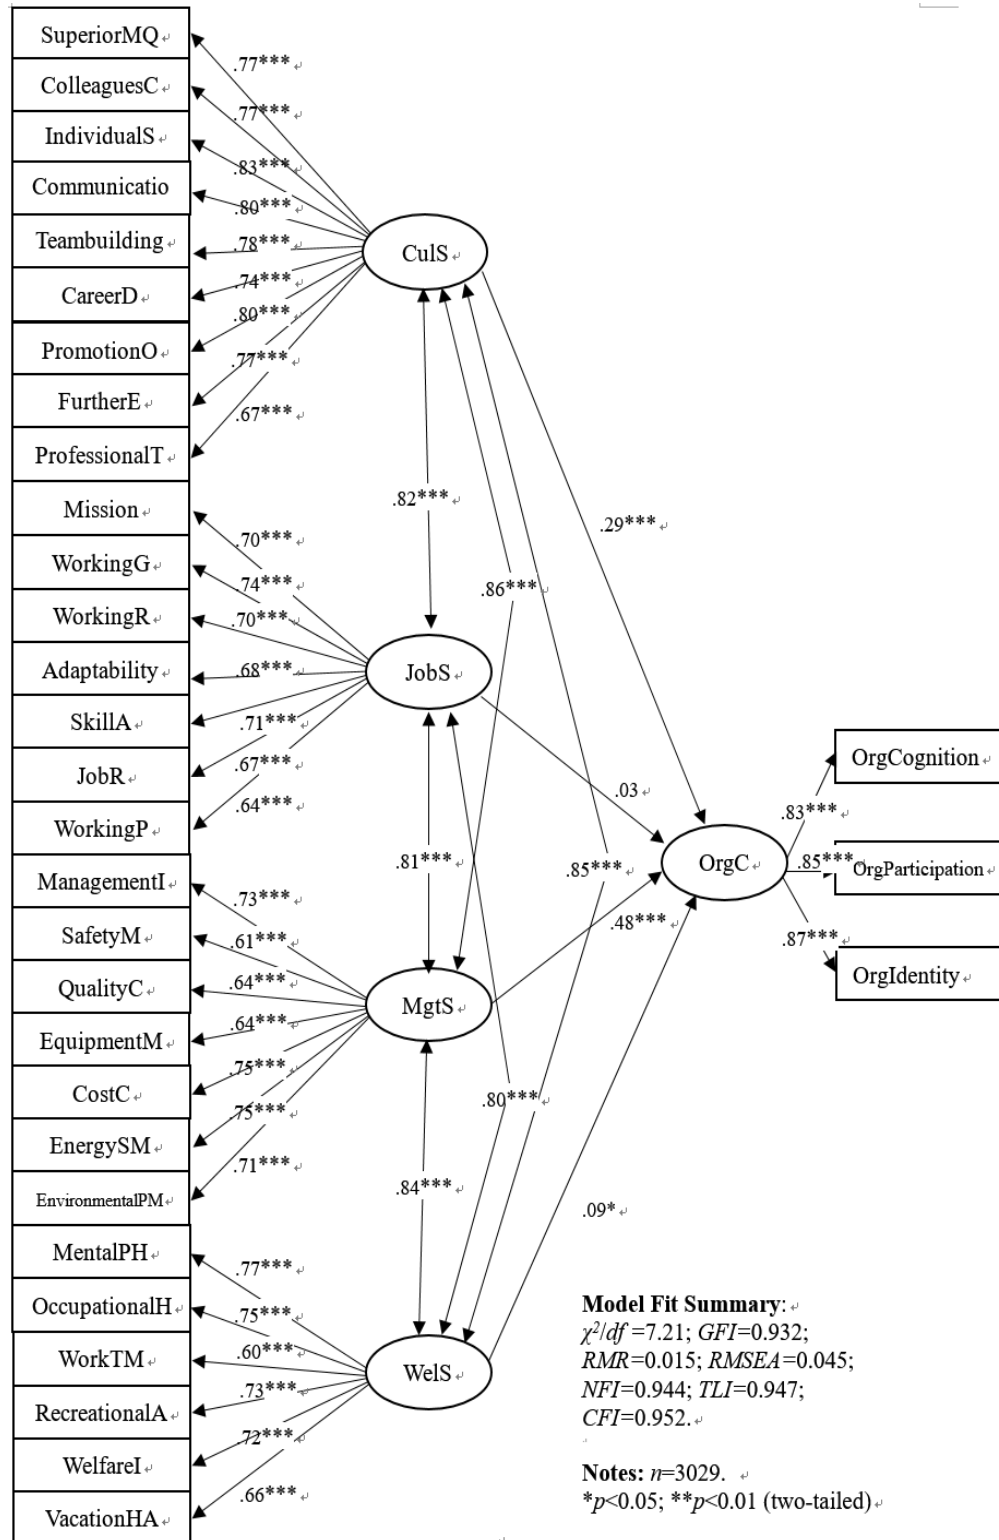 SuperiorMQ
ColleaguesC
IndividualS
Communicatio
Teambuilding
CareerD
PromotionO
FurtherE
ProfessionalT
Mission
WorkingG
WorkingR
Adaptability
SkillA
JobR
WorkingP
ManagementI
SafetyM
QualityC
EquipmentM
CostC
EnergySM
EnvironmentalPM
MentalPH
OccupationalH
WorkTM
RecreationalA
WelfareI
VacationHA
.77***
.77***
.83***
.80***
.78***
.74***
.80***
.77***
.67***
.70***
.74***
.70***
.68***
.71***
.67***
.64***
.73***
.61***
.64***
.64***
.75***
.75***
.71***
.77***
.75***
.60***
.73***
.72***
.66***
CulS
JobS
MgtS
WelS
.82***
.86***
.81***
.85***
.80***
.84***
.29***
.03
.48***
.09*
OrgC
.83***
.85***
.87***
OrgCognition
OrgParticipation
OrgIdentity
Model Fit Summary:
χ²/df =7.21; GFI=0.932;
RMR=0.015; RMSEA=0.045;
NFI=0.944; TLI=0.947;
CFI=0.952.
Notes: n=3029.
*p<0.05; **p<0.01 (two-tailed)